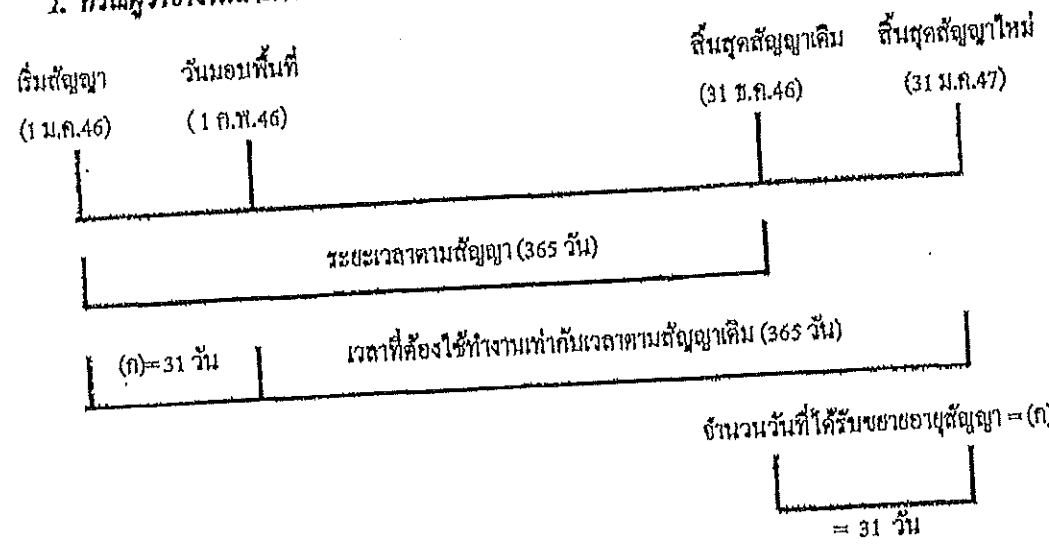 เริ่มสัญญา
(1 ม.ค.46)
วันมอบพื้นที่
(1 ก.พ.46)
สิ้นสุดสัญญาเดิม
(31 ธ.ค.46)
สิ้นสุดสัญญาใหม่
(31 ม.ค.47)
ระยะเวลาตามสัญญา (365 วัน)
(ก)=31 วัน
เวลาที่ต้องใช้ทำงานเท่ากับเวลาตามสัญญาเดิม (365 วัน)
จำนวนวันที่ได้รับขยายอายุสัญญา = (ก)
= 31 วัน